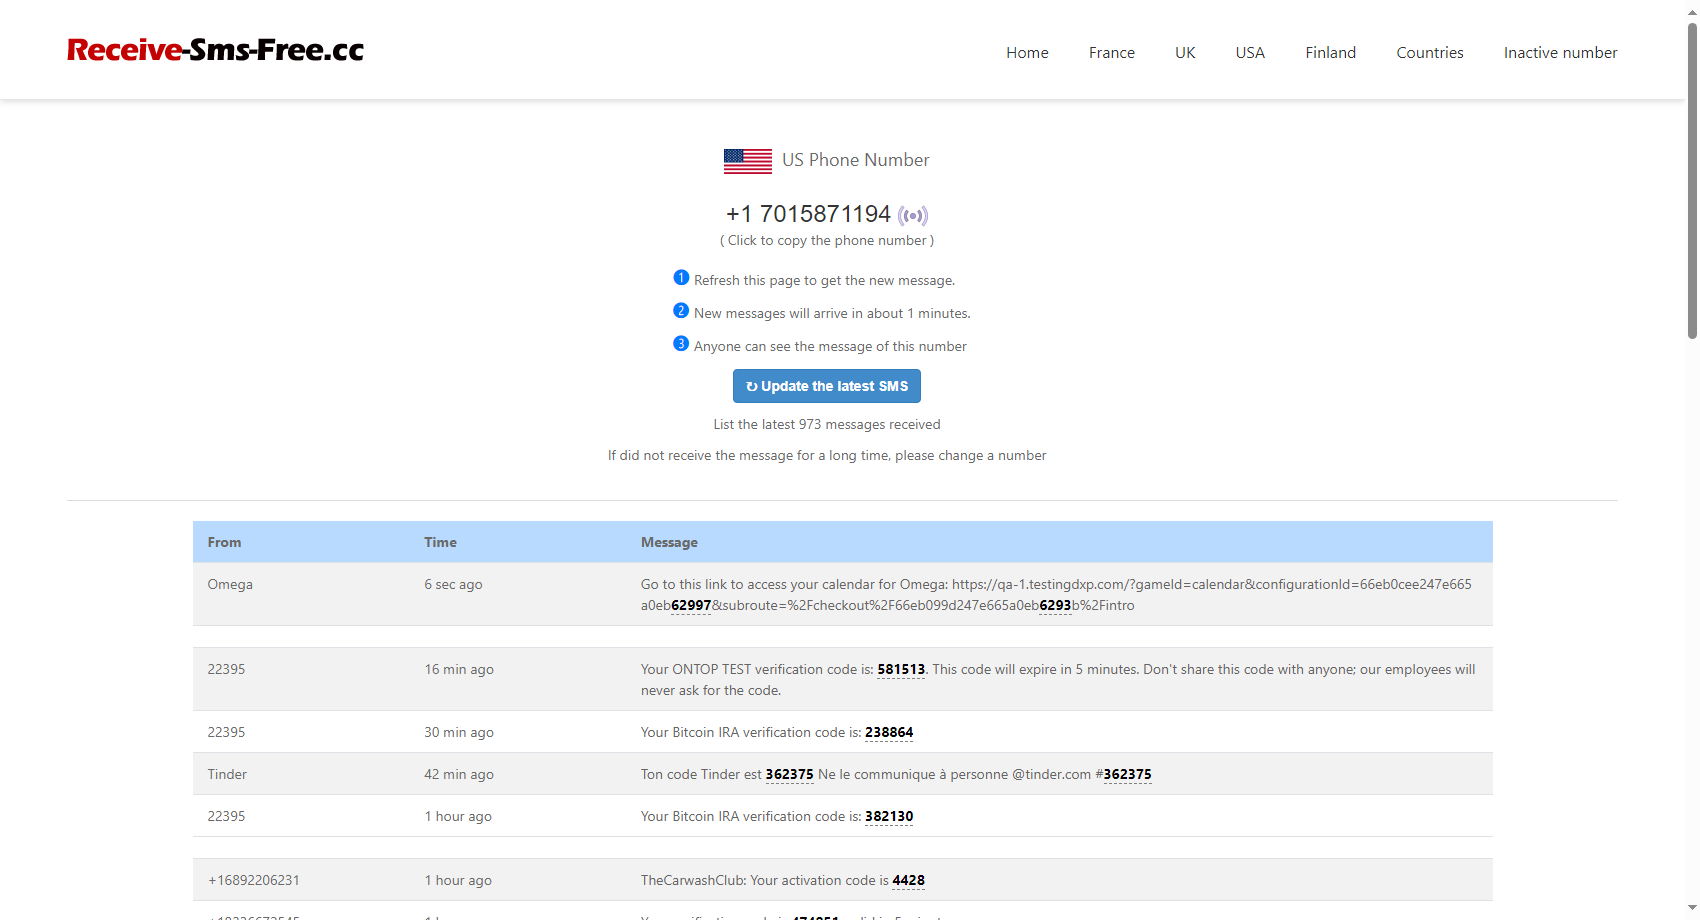 Receive-Sms-Free.cc
Home France UK USA Finland Countries Inactive number
US Phone Number
+1 7015871194
( Click to copy the phone number )
1 Refresh this page to get the new message.
2 New messages will arrive in about 1 minutes.
3 Anyone can see the message of this number
↻ Update the latest SMS
List the latest 973 messages received
If did not receive the message for a long time, please change a number
From Time Message
Omega 6 sec ago Go to this link to access your calendar for Omega: https://qa-1.testingdxp.com/?gameId=calendar&configurationId=66eb0cee247e665
a0eb62997&subroute=%2Fcheckout%2F66eb099d247e665a0eb6293b%2Fintro
22395 16 min ago Your ONTOP TEST verification code is: 581513. This code will expire in 5 minutes. Don't share this code with anyone; our employees will
never ask for the code.
22395 30 min ago Your Bitcoin IRA verification code is: 238864
Tinder 42 min ago Ton code Tinder est 362375 Ne le communique à personne @tinder.com #362375
22395 1 hour ago Your Bitcoin IRA verification code is: 382130
+16892206231 1 hour ago TheCarwashClub: Your activation code is 4428